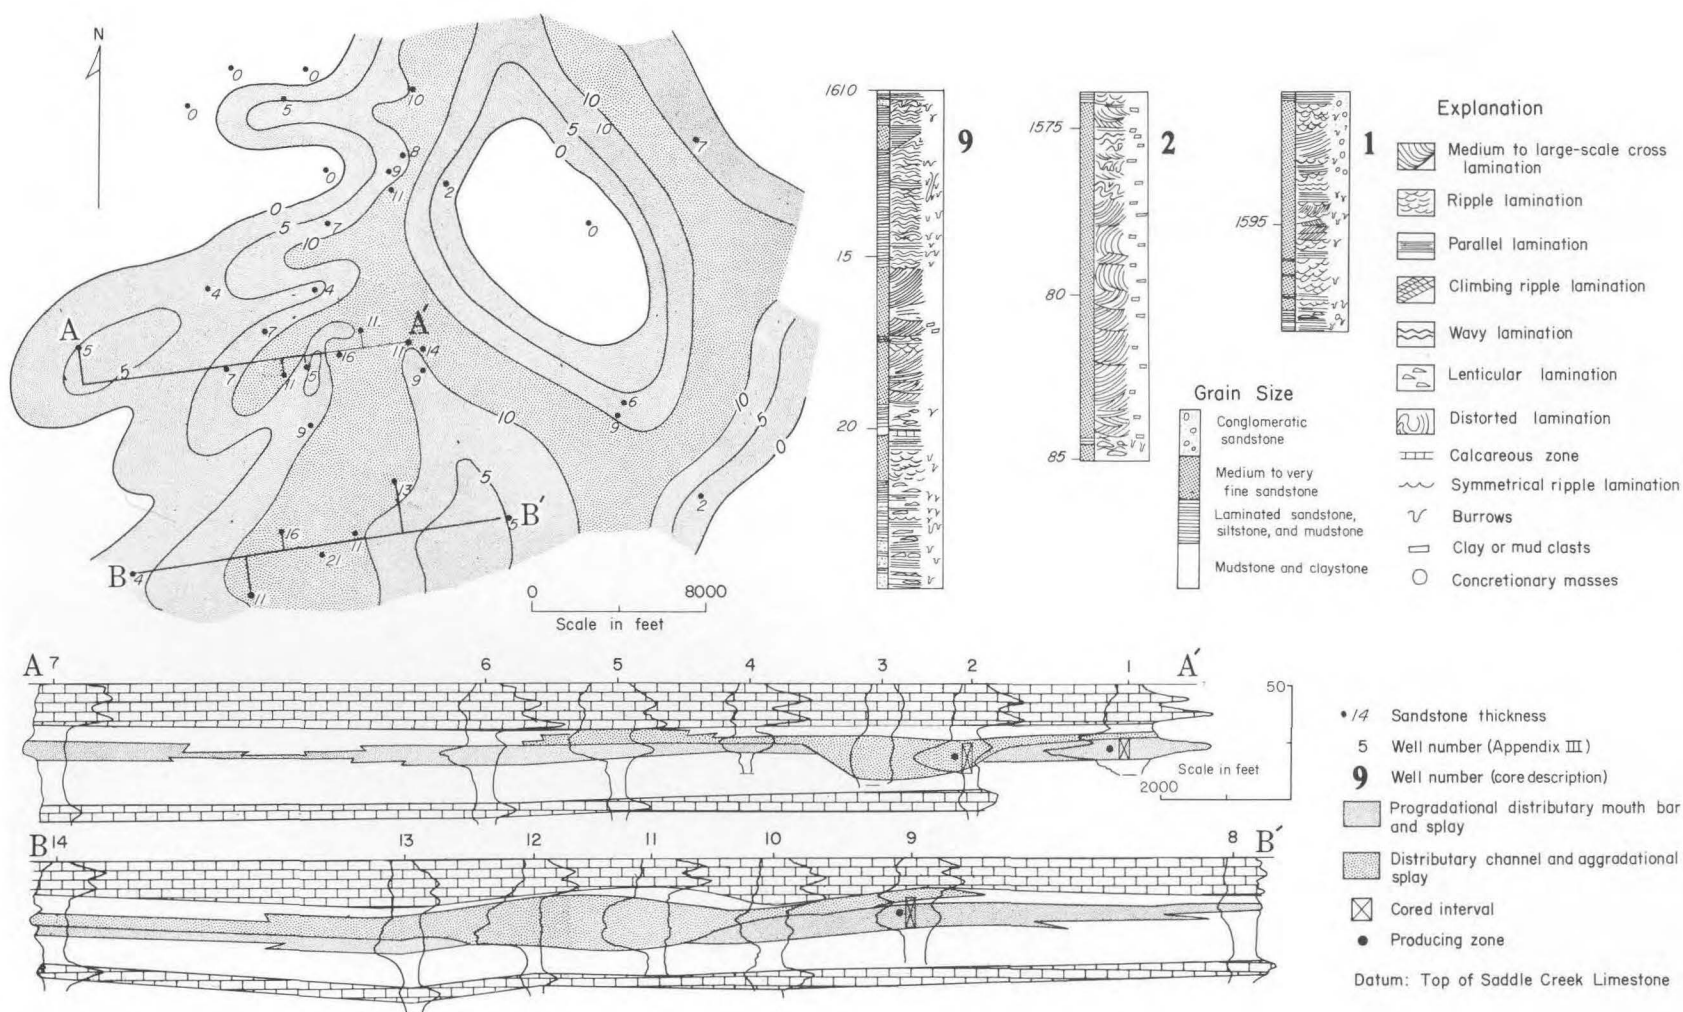 N
0
0
0
5
10
5
0
10
10
7
8
9
11
2
0
0
0
5
7
10
4
4
A
5
5
7
7
11
5
11
16
A′
11
14
9
9
10
6
9
10
5
0
13
5
5
B′
2
16
11
21
B
4
11
0 8000
Scale in feet
1610
15
20
9
1575
80
85
2
1595
1
Grain Size
Conglomeratic
sandstone
Medium to very
fine sandstone
Laminated sandstone,
siltstone, and mudstone
Mudstone and claystone
Explanation
Medium to large-scale cross
lamination
Ripple lamination
Parallel lamination
Climbing ripple lamination
Wavy lamination
Lenticular lamination
Distorted lamination
Calcareous zone
Symmetrical ripple lamination
Burrows
Clay or mud clasts
Concretionary masses
A 7 6 5 4 3 2 1 A′
50
Scale in feet
2000
B 14 13 12 11 10 9 8 B′
14 Sandstone thickness
5 Well number (Appendix III)
9 Well number (core description)
Progradational distributary mouth bar
and splay
Distributary channel and aggradational
splay
Cored interval
Producing zone
Datum: Top of Saddle Creek Limestone